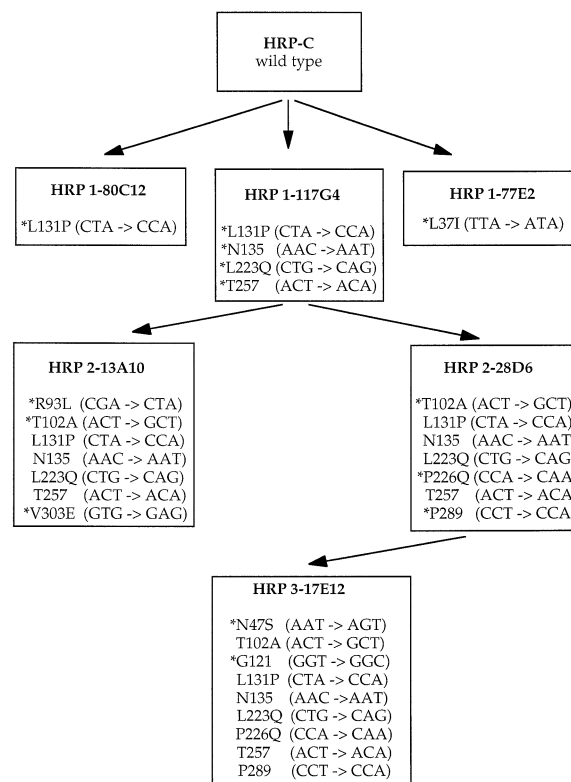 HRP-C
wild type
HRP 1-80C12
*L131P (CTA -> CCA)
HRP 1-117G4
*L131P (CTA -> CCA)
*N135 (AAC ->AAT)
*L223Q (CTG -> CAG)
*T257 (ACT -> ACA)
HRP 1-77E2
*L37I (TTA -> ATA)
HRP 2-13A10
*R93L (CGA -> CTA)
*T102A (ACT -> GCT)
L131P (CTA -> CCA)
N135 (AAC -> AAT)
L223Q (CTG -> CAG)
T257 (ACT -> ACA)
*V303E (GTG -> GAG)
HRP 2-28D6
*T102A (ACT -> GCT)
L131P (CTA -> CCA)
N135 (AAC -> AAT
L223Q (CTG -> CAG
*P226Q (CCA -> CAA
T257 (ACT -> ACA
*P289 (CCT -> CCA
HRP 3-17E12
*N47S (AAT -> AGT)
T102A (ACT -> GCT)
*G121 (GGT -> GGC)
L131P (CTA -> CCA)
N135 (AAC ->AAT)
L223Q (CTG -> CAG)
P226Q (CCA -> CAA)
T257 (ACT -> ACA)
P289 (CCT -> CCA)